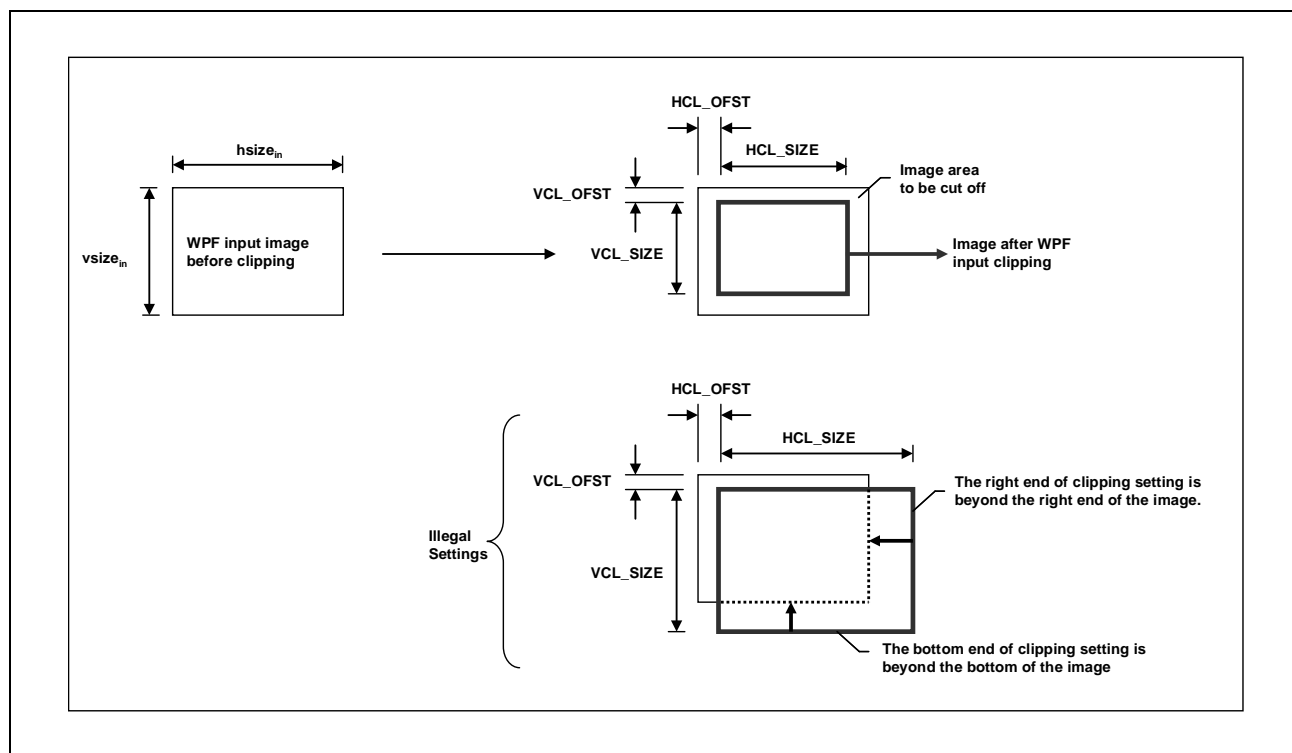 HCL_OFST
hsizein
HCL_SIZE
Image area
to be cut off
VCL_OFST
WPF input image
before clipping
vsizein
VCL_SIZE
Image after WPF
input clipping
HCL_OFST
HCL_SIZE
VCL_OFST
The right end of clipping setting is
beyond the right end of the image.
Illegal
Settings
VCL_SIZE
The bottom end of clipping setting is
beyond the bottom of the image